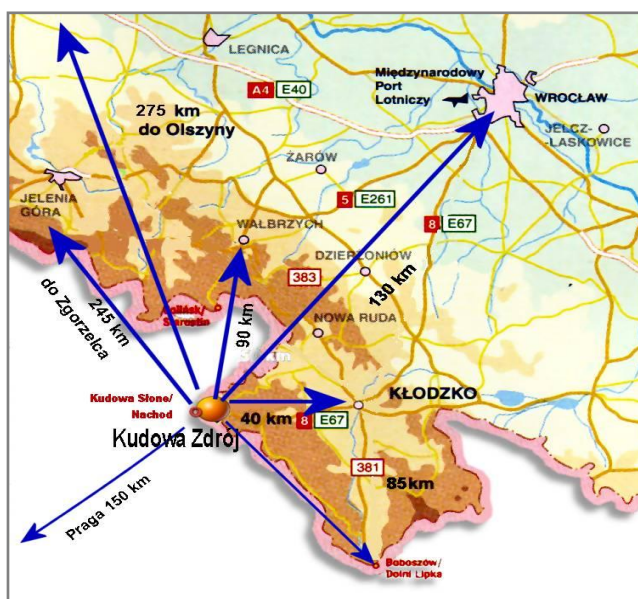 LEGNICA
A4 E40
275 km
do Olszyny
Międzynarodowy
Port
Lotniczy
WROCŁAW
JELCZ-
-LASKOWICE
ŻARÓW
JELENIA
GÓRA
5 E261
WAŁBRZYCH
8 E67
DZIERŻONIÓW
383
130 km
245 km
do Zgorzelca
90 km
NOWA RUDA
Starostin
km
Kudowa Słone/
Nachod
KŁODZKO
40 km
8 E67
Kudowa Zdrój
381
85km
Praga 150 km
Boboszów/
Dolni Lipka